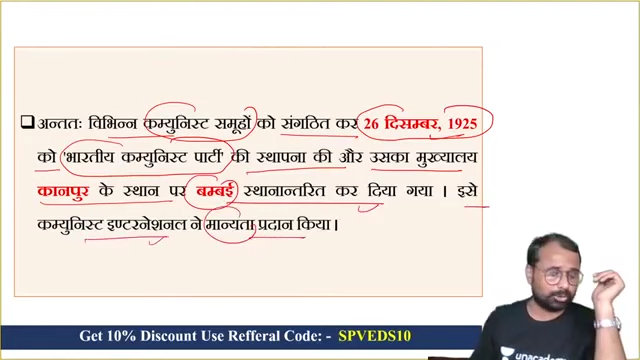 अन्ततः विभिन्न कम्युनिस्ट समूहों को संगठित कर 26 दिसम्बर, 1925
को 'भारतीय कम्युनिस्ट पार्टी' की स्थापना की और उसका मुख्यालय
कानपुर के स्थान पर बम्बई स्थानान्तरित कर दिया गया । इसे
कम्युनिस्ट इण्टरनेशनल ने मान्यता प्रदान किया ।
Get 10% Discount Use Refferal Code: - SPVEDS10
unacademy